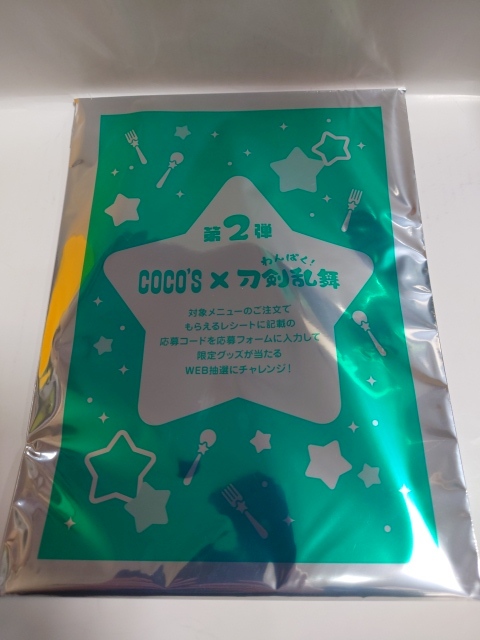 第2弾
わんぱく!
COCO'S × 刀剣乱舞
対象メニューのご注文で
もらえるレシートに記載の
応募コードを応募フォームに入力して
限定グッズが当たる
WEB抽選にチャレンジ!